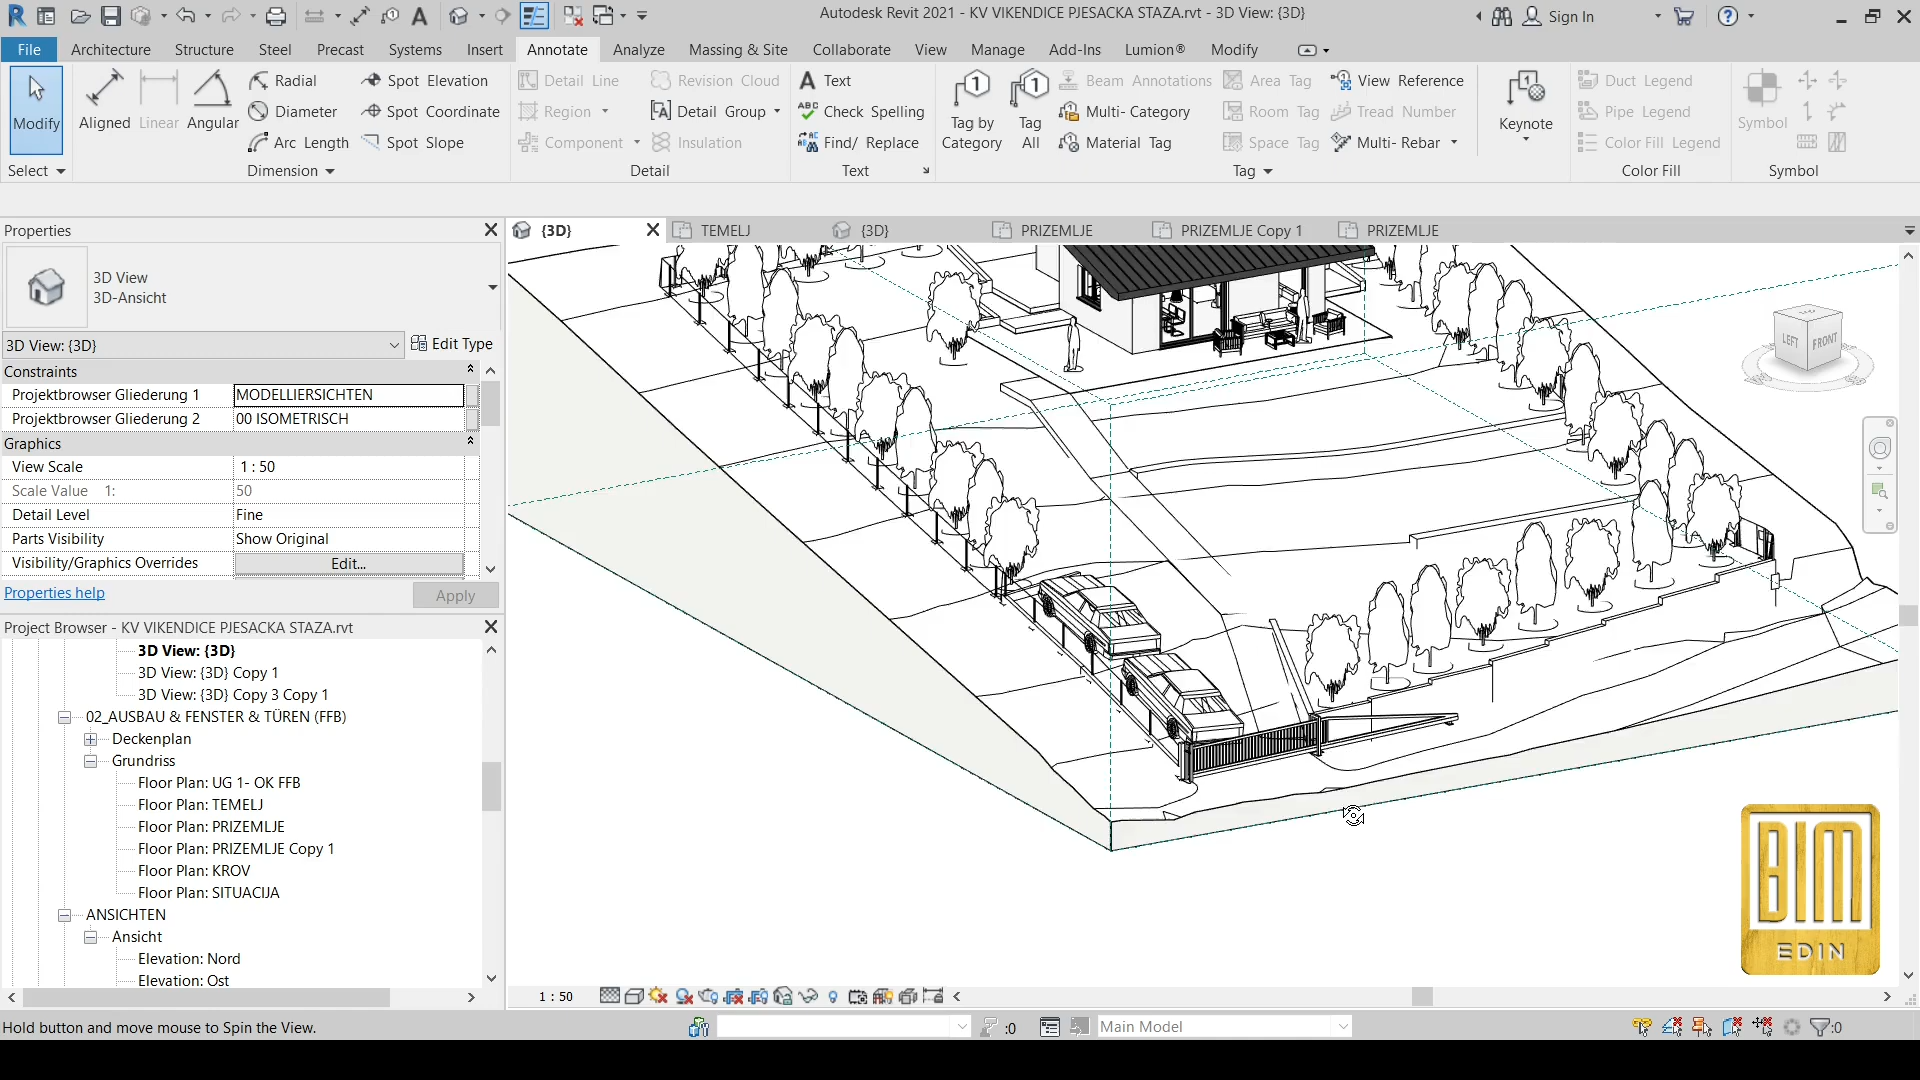 Autodesk Revit 2021 - KV VIKENDICE PJESACKA STAZA.rvt - 3D View: {3D}
Sign In
File Architecture Structure Steel Precast Systems Insert Annotate Analyze Massing & Site Collaborate View Manage Add-Ins Lumion® Modify
Modify
Select
Aligned
Linear
Angular
Radial
Diameter
Arc Length
Spot Elevation
Spot Coordinate
Spot Slope
Dimension
Detail Line
Region
Component
Revision Cloud
Detail Group
Insulation
Detail
Text
Check Spelling
Find/ Replace
Text
Tag by Category
Tag All
Beam Annotations
Multi- Category
Material Tag
Area Tag
Room Tag
Space Tag
View Reference
Tread Number
Multi- Rebar
Tag
Keynote
Duct Legend
Pipe Legend
Color Fill Legend
Color Fill
Symbol
Symbol
Properties
{3D} TEMELJ {3D} PRIZEMLJE PRIZEMLJE Copy 1 PRIZEMLJE
3D View
3D-Ansicht
3D View: {3D} Edit Type
Constraints
Projektbrowser Gliederung 1 MODELLIERSICHTEN
Projektbrowser Gliederung 2 00 ISOMETRISCH
Graphics
View Scale 1 : 50
Scale Value 1: 50
Detail Level Fine
Parts Visibility Show Original
Visibility/Graphics Overrides Edit...
Properties help Apply
Project Browser - KV VIKENDICE PJESACKA STAZA.rvt
3D View: {3D}
3D View: {3D} Copy 1
3D View: {3D} Copy 3 Copy 1
02_AUSBAU & FENSTER & TÜREN (FFB)
Deckenplan
Grundriss
Floor Plan: UG 1- OK FFB
Floor Plan: TEMELJ
Floor Plan: PRIZEMLJE
Floor Plan: PRIZEMLJE Copy 1
Floor Plan: KROV
Floor Plan: SITUACIJA
ANSICHTEN
Ansicht
Elevation: Nord
Elevation: Ost
LEFT FRONT
BIM
EDIN
1 : 50
Hold button and move mouse to Spin the View.
:0
Main Model
:0